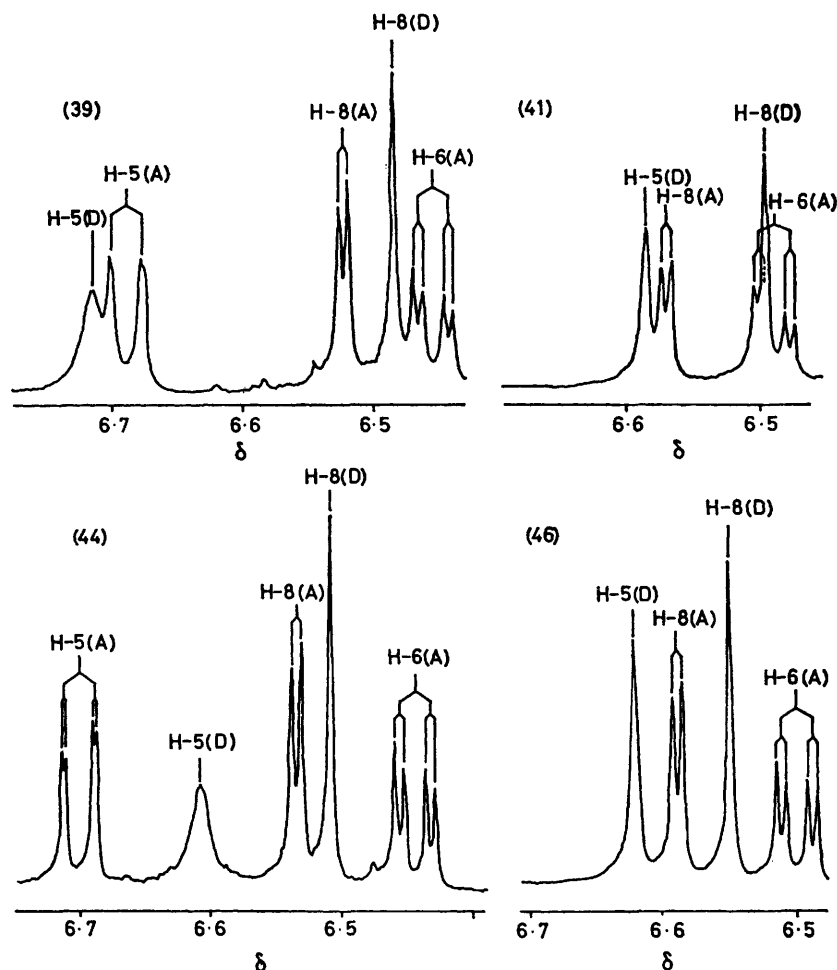 H-8(D)
(39)
H-8(A)
H-6(A)
H-5(A)
H-5(D)
6·7
6·6
6·5
δ
(41)
H-8(D)
H-6(A)
H-5(D)
H-8(A)
6·6
6·5
δ
H-8(D)
(44)
H-8(A)
H-5(A)
H-6(A)
H-5(D)
6·7
6·6
6·5
δ
H-8(D)
(46)
H-5(D)
H-8(A)
H-6(A)
6·7
6·6
6·5
δ